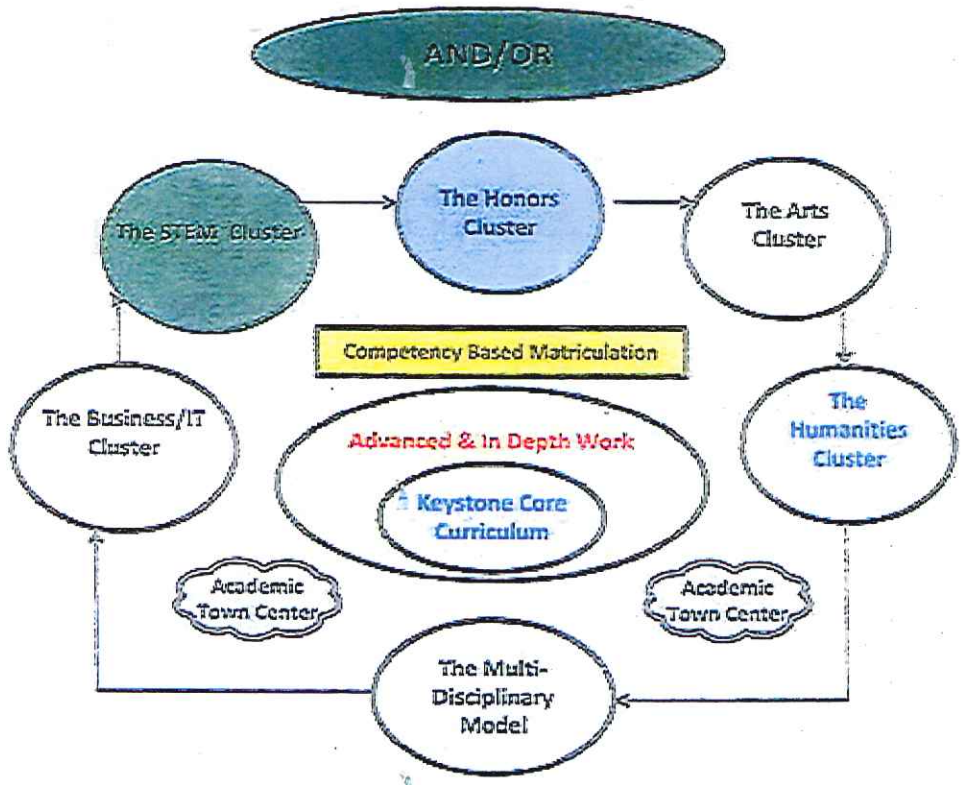 AND/OR
The STEM Cluster
The Honors
Cluster
The Arts
Cluster
Competency Based Matriculation
The Business/IT
Cluster
Advanced & In Depth Work
Keystone Core
Curriculum
The
Humanities
Cluster
Academic
Town Center
Academic
Town Center
The Multi-
Disciplinary
Model